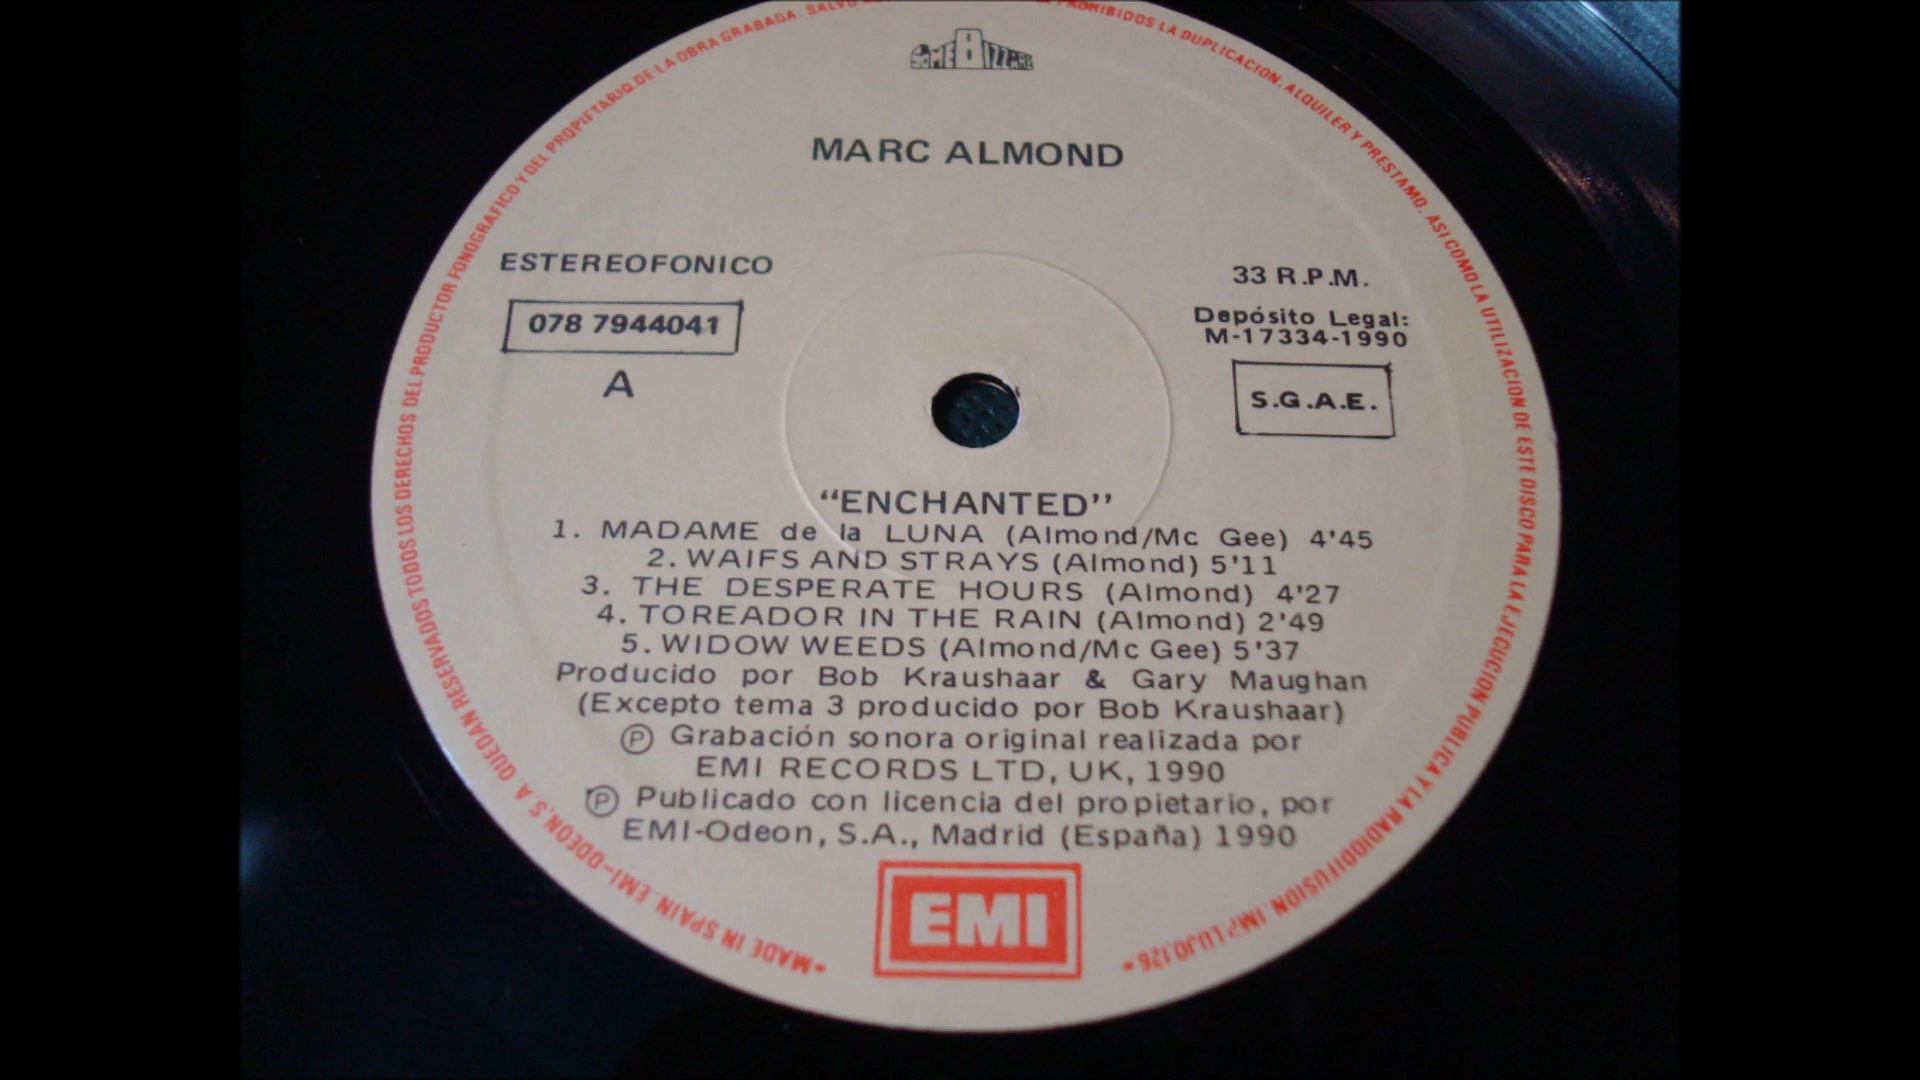 SOME BIZZARE
MARC ALMOND
ESTEREOFONICO
33 R.P.M.
078 7944041
Depósito Legal:
M-17334-1990
A
S.G.A.E.
“ENCHANTED”
1. MADAME de la LUNA (Almond/Mc Gee) 4'45
2. WAIFS AND STRAYS (Almond) 5'11
3. THE DESPERATE HOURS (Almond) 4'27
4. TOREADOR IN THE RAIN (Almond) 2'49
5. WIDOW WEEDS (Almond/Mc Gee) 5'37
Producido por Bob Kraushaar & Gary Maughan
(Excepto tema 3 producido por Bob Kraushaar)
Ⓟ Grabación sonora original realizada por
EMI RECORDS LTD, UK, 1990
Ⓟ Publicado con licencia del propietario, por
EMI-Odeon, S.A., Madrid (España) 1990
EMI
*MADE IN SPAIN. EMI-ODEON, S. A. QUEDAN RESERVADOS TODOS LOS DERECHOS DEL PRODUCTOR FONOGRAFICO Y DEL PROPIETARIO DE LA OBRA GRABADA. SALVO PROHIBIDOS LA DUPLICACION, ALQUILER Y PRESTAMO, ASI COMO LA UTILIZACION DE ESTE DISCO PARA LA EJECUCION PUBLICA Y LA RADIODIFUSION. IMP. LUJO,126 *